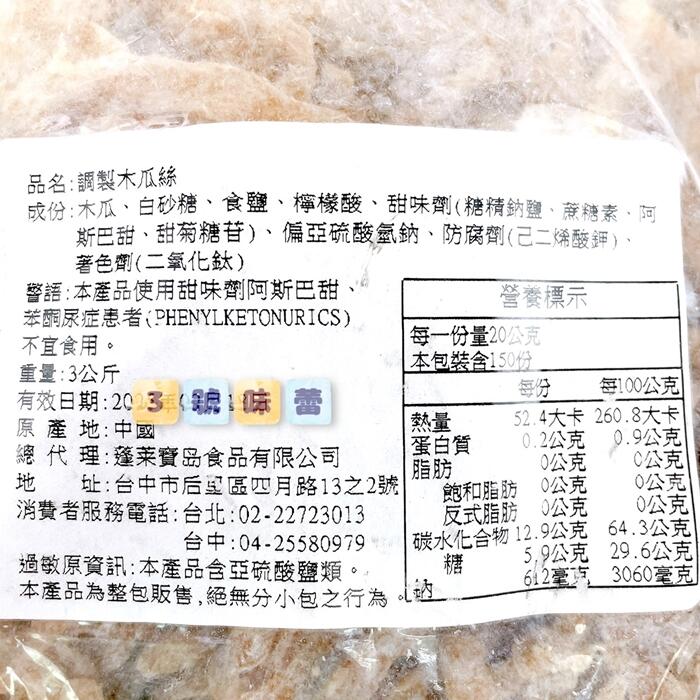 品名:調製木瓜絲
成份:木瓜、白砂糖、食鹽、檸檬酸、甜味劑(糖精鈉鹽、蔗糖素、阿
斯巴甜、甜菊糖苷)、偏亞硫酸氫鈉、防腐劑(己二烯酸鉀)、
著色劑(二氧化鈦)
警語:本產品使用甜味劑阿斯巴甜、
苯酮尿症患者(PHENYLKETONURICS)
不宜食用。
重量:3公斤
有效日期:20
3號味蕾
原產地:中國
總代理:蓬萊寶島食品有限公司
地址:台中市后里區四月路13之2號
消費者服務電話:台北:02-22723013
台中:04-25580979
過敏原資訊:本產品含亞硫酸鹽類。
本產品為整包販售,絕無分小包之行為。
營養標示
每一份量20公克
本包裝含150份
每份 每100公克
熱量 52.4大卡 260.8大卡
蛋白質 0.2公克 0.9公克
脂肪 0公克 0公克
飽和脂肪 0公克 0公克
反式脂肪 0公克 0公克
碳水化合物 12.9公克 64.3公克
糖 5.9公克 29.6公克
鈉 612毫克 3060毫克